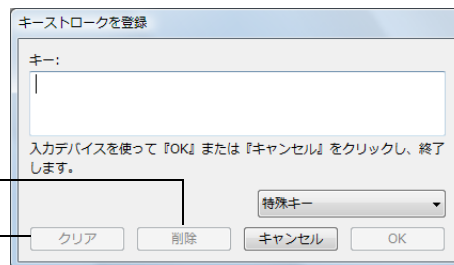 キーストロークを登録
キー:
入力デバイスを使って『OK』または『キャンセル』をクリックし、終了
します。
特殊キー
クリア 削除 キャンセル OK